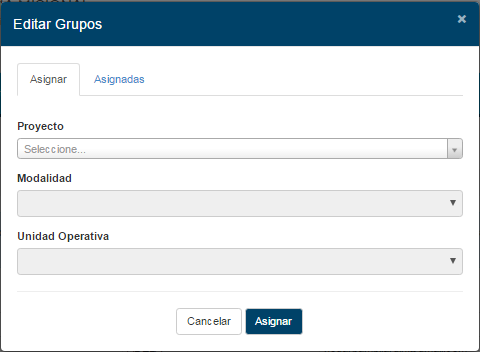 Editar Grupos
×
Asignar Asignadas
Proyecto
Seleccione...
Modalidad
Unidad Operativa
Cancelar Asignar